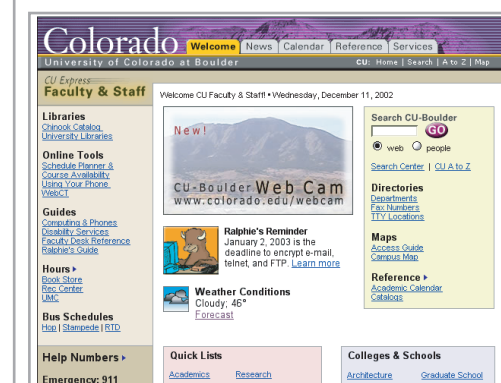 Colorado
Welcome News Calendar Reference Services
University of Colorado at Boulder
CU: Home | Search | A to Z | Map
CU Express
Faculty & Staff
Welcome CU Faculty & Staff! • Wednesday, December 11, 2002
Libraries
Chinook Catalog
University Libraries
Online Tools
Schedule Planner &
Course Availability
Using Your Phone
WebCT
Guides
Computing & Phones
Disability Services
Faculty Desk Reference
Ralphie's Guide
Hours
Book Store
Rec Center
UMC
Bus Schedules
Hop | Stampede | RTD
Help Numbers
Emergency: 911
New!
CU-Boulder Web Cam
www.colorado.edu/webcam
Ralphie's Reminder
January 2, 2003 is the
deadline to encrypt e-mail,
telnet, and FTP. Learn more
Weather Conditions
Cloudy; 46°
Forecast
Quick Lists
Academics Research
Search CU-Boulder
GO
web people
Search Center | CU A to Z
Directories
Departments
Fax Numbers
TTY Locations
Maps
Access Guide
Campus Map
Reference
Academic Calendar
Catalogs
Colleges & Schools
Architecture Graduate School